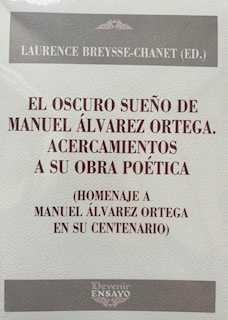 LAURENCE BREYSSE-CHANET (ED.)
EL OSCURO SUEÑO DE
MANUEL ÁLVAREZ ORTEGA.
ACERCAMIENTOS
A SU OBRA POÉTICA
(HOMENAJE A
MANUEL ÁLVAREZ ORTEGA
EN SU CENTENARIO)
Devenir
ENSAYO